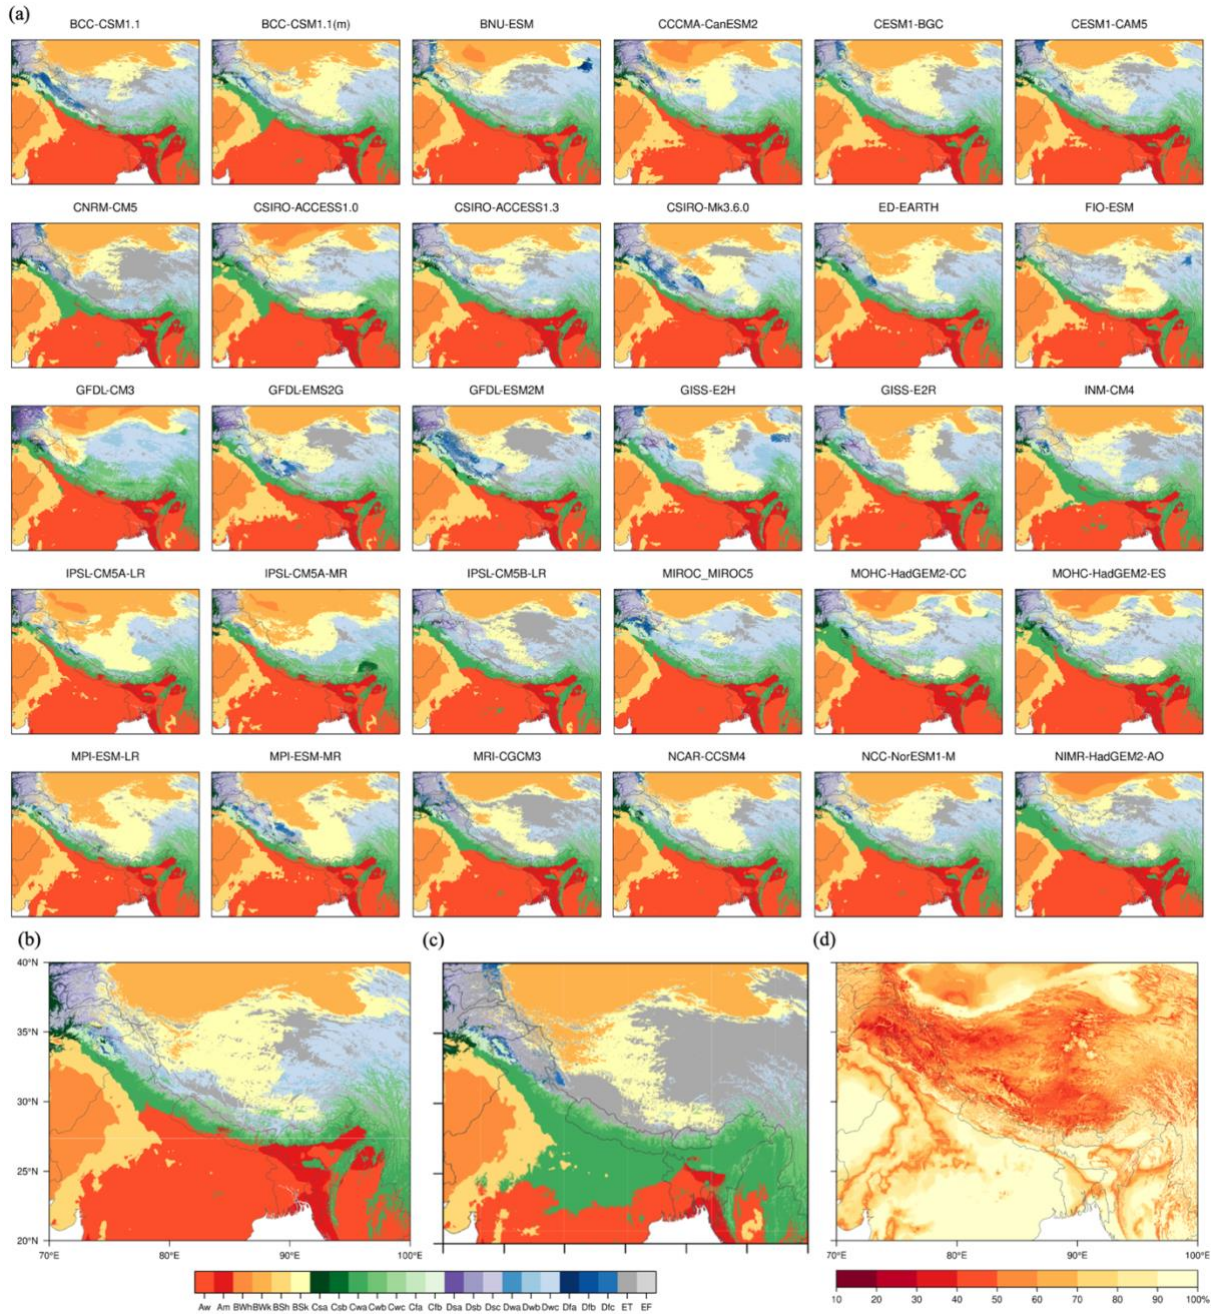 (a)
BCC-CSM1.1 BCC-CSM1.1(m) BNU-ESM CCCMA-CanESM2 CESM1-BGC CESM1-CAM5
CNRM-CM5 CSIRO-ACCESS1.0 CSIRO-ACCESS1.3 CSIRO-Mk3.6.0 ED-EARTH FIO-ESM
GFDL-CM3 GFDL-EMS2G GFDL-ESM2M GISS-E2H GISS-E2R INM-CM4
IPSL-CM5A-LR IPSL-CM5A-MR IPSL-CM5B-LR MIROC_MIROC5 MOHC-HadGEM2-CC MOHC-HadGEM2-ES
MPI-ESM-LR MPI-ESM-MR MRI-CGCM3 NCAR-CCSM4 NCC-NorESM1-M NIMR-HadGEM2-AO
(b) (c) (d)
40°N 40°N
35°N 35°N
30°N 30°N
25°N 25°N
20°N 20°N
70°E 80°E 90°E 100°E 70°E 80°E 90°E 100°E
Aw Am BWh BWk BSh BSk Csa Csb Cwa Cwb Cwc Cfa Cfb Dsa Dsb Dsc Dwa Dwb Dwc Dfa Dfb Dfc ET EF
10 20 30 40 50 60 70 80 90 100%